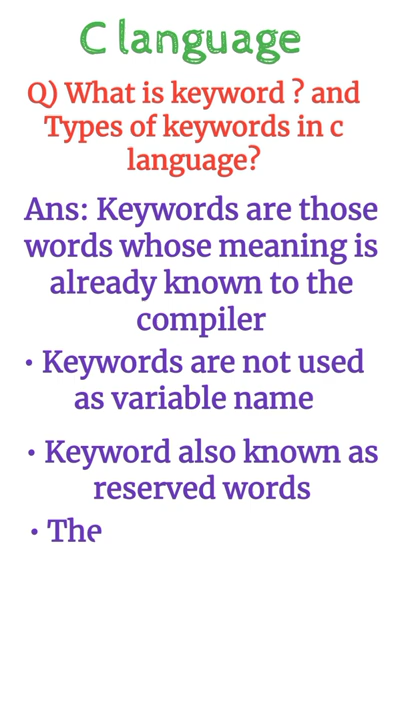 C language
Q) What is keyword ? and
Types of keywords in c
language?
Ans: Keywords are those
words whose meaning is
already known to the
compiler
• Keywords are not used
as variable name
• Keyword also known as
reserved words
• The